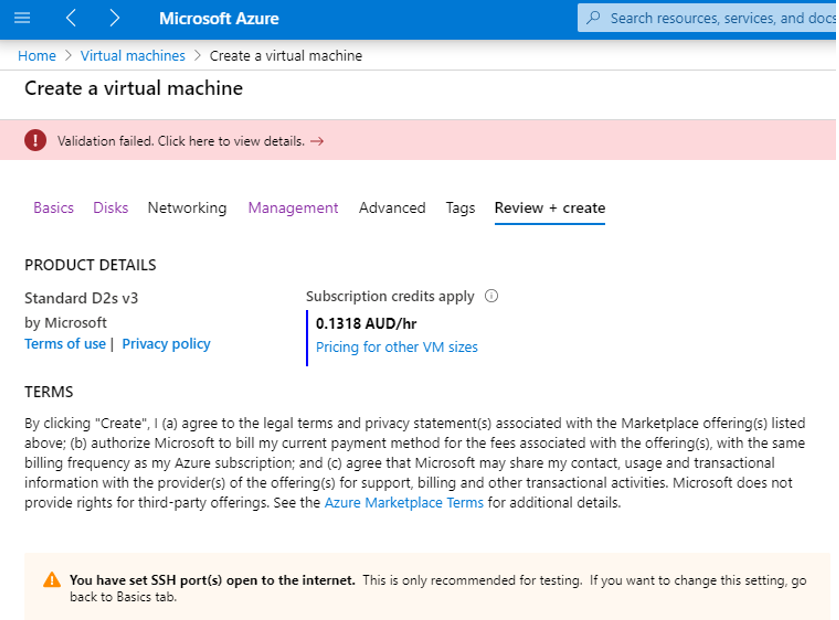 Microsoft Azure
Search resources, services, and docs
Home > Virtual machines > Create a virtual machine
Create a virtual machine
! Validation failed. Click here to view details. →
Basics Disks Networking Management Advanced Tags Review + create
PRODUCT DETAILS
Standard D2s v3
by Microsoft
Terms of use | Privacy policy
Subscription credits apply
0.1318 AUD/hr
Pricing for other VM sizes
TERMS
By clicking "Create", I (a) agree to the legal terms and privacy statement(s) associated with the Marketplace offering(s) listed
above; (b) authorize Microsoft to bill my current payment method for the fees associated with the offering(s), with the same
billing frequency as my Azure subscription; and (c) agree that Microsoft may share my contact, usage and transactional
information with the provider(s) of the offering(s) for support, billing and other transactional activities. Microsoft does not
provide rights for third-party offerings. See the Azure Marketplace Terms for additional details.
You have set SSH port(s) open to the internet. This is only recommended for testing. If you want to change this setting, go
back to Basics tab.